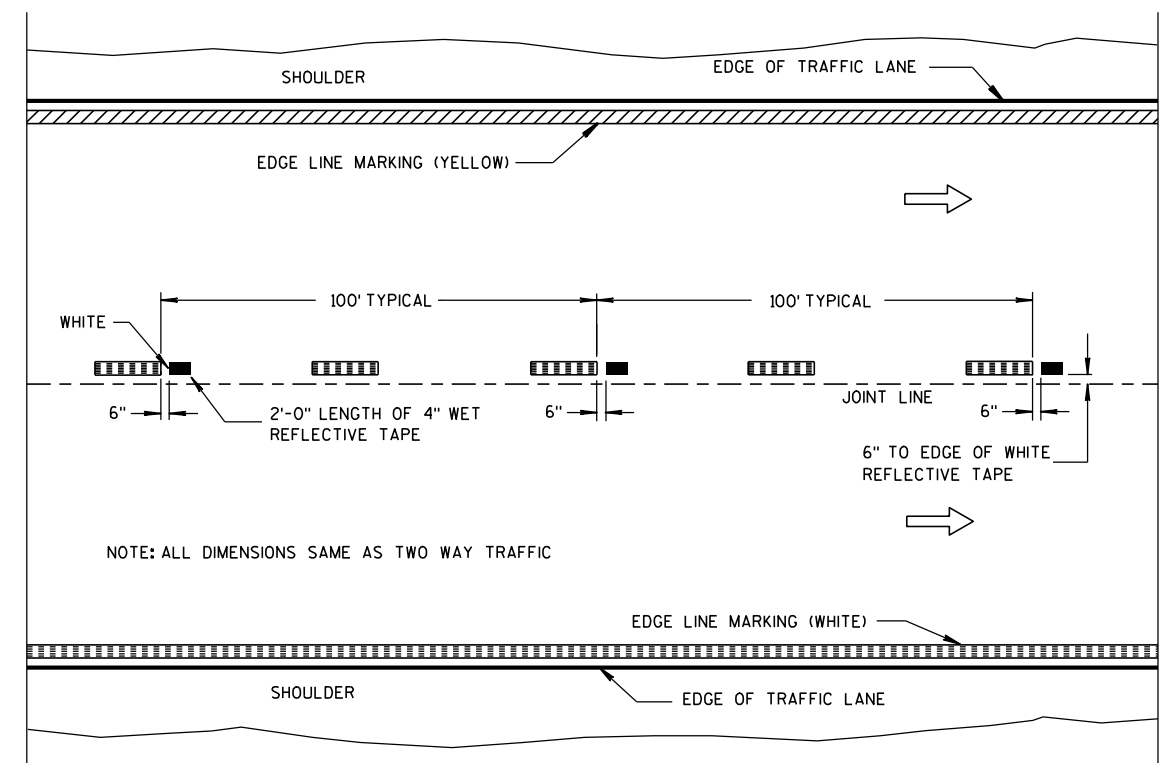 EDGE OF TRAFFIC LANE
SHOULDER
EDGE LINE MARKING (YELLOW)
100' TYPICAL
100' TYPICAL
WHITE
JOINT LINE
6"
2'-0" LENGTH OF 4" WET
REFLECTIVE TAPE
6"
6"
6" TO EDGE OF WHITE
REFLECTIVE TAPE
NOTE: ALL DIMENSIONS SAME AS TWO WAY TRAFFIC
EDGE LINE MARKING (WHITE)
SHOULDER
EDGE OF TRAFFIC LANE